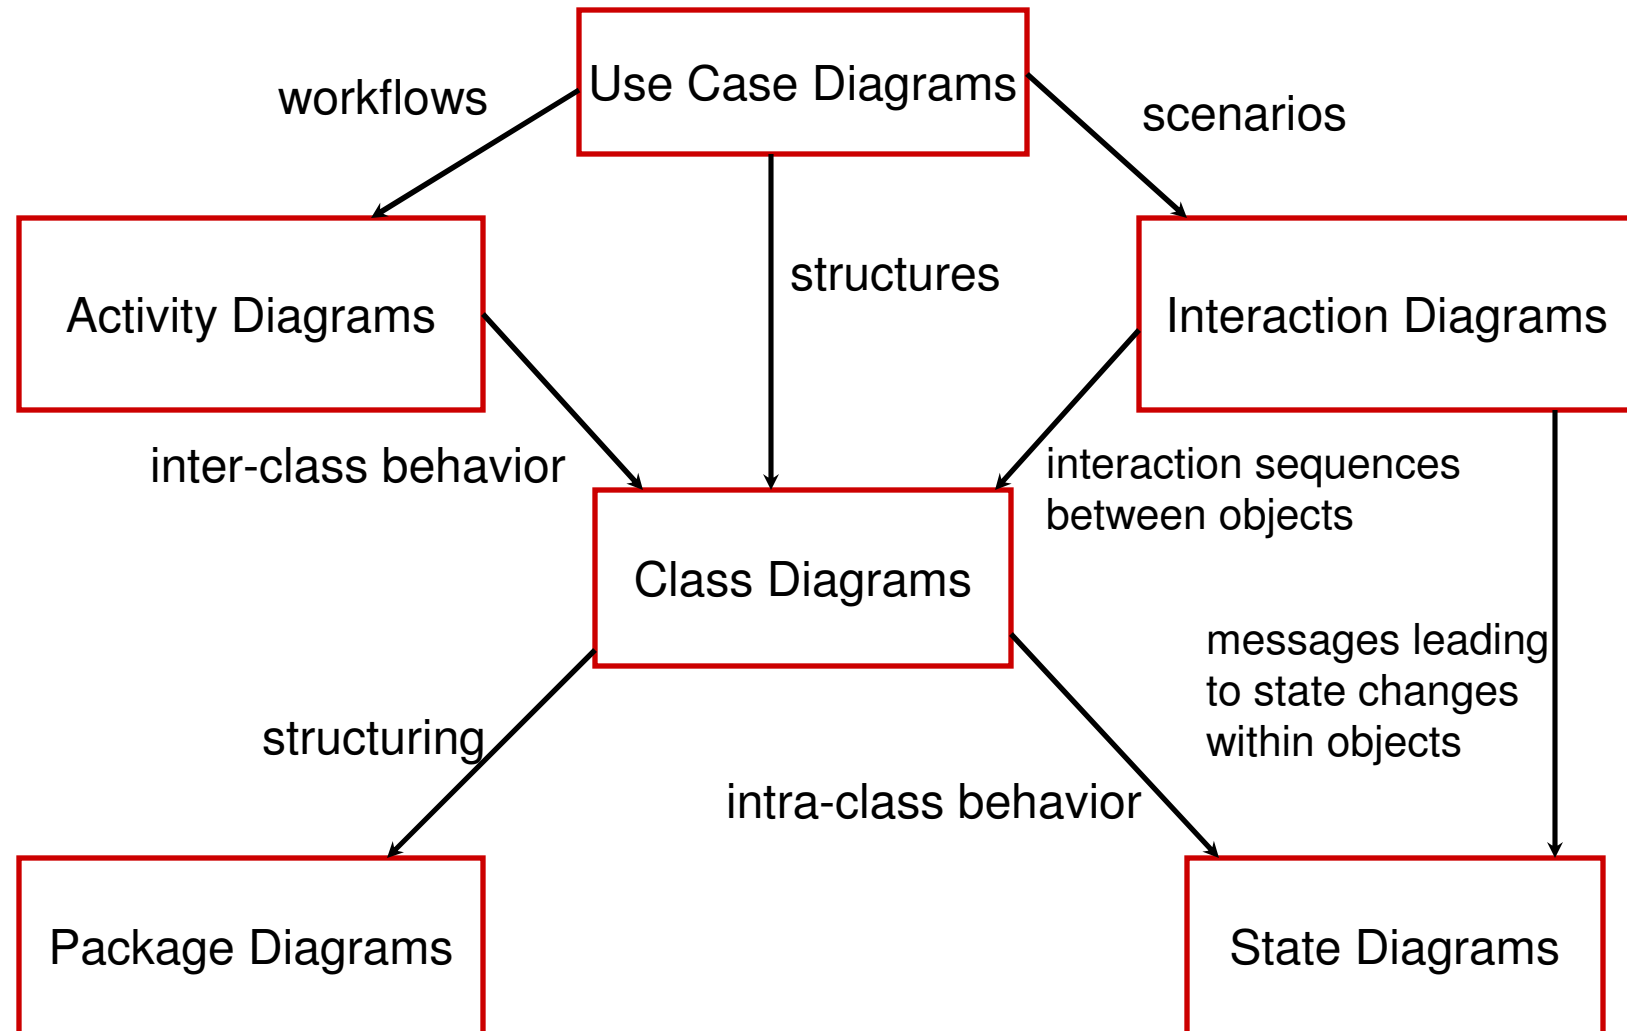 Use Case Diagrams
workflows
scenarios
structures
Activity Diagrams
Interaction Diagrams
inter-class behavior
interaction sequences
between objects
Class Diagrams
messages leading
to state changes
within objects
structuring
intra-class behavior
Package Diagrams
State Diagrams